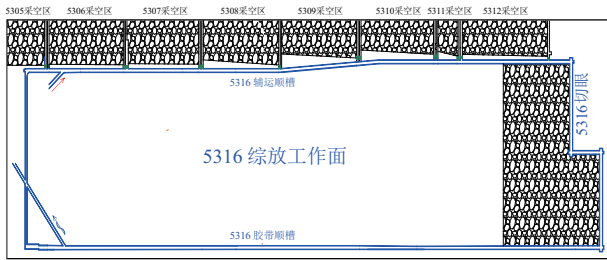 5305采空区 5306采空区 5307采空区 5308采空区 5309采空区 5310采空区 5311采空区 5312采空区
5316 辅运顺槽
5316切眼
5316 综放工作面
5316 胶带顺槽